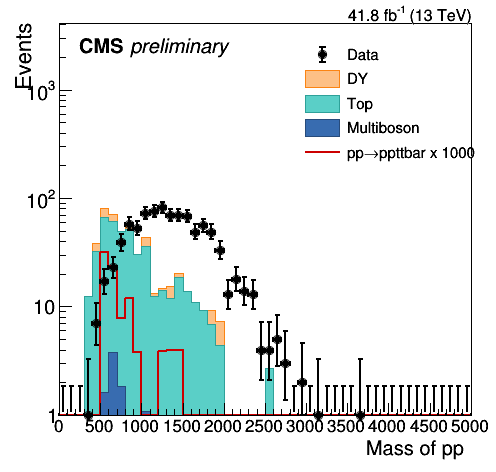 41.8 fb⁻¹ (13 TeV)
CMS preliminary
Events
Data
DY
Top
Multiboson
pp→ppttbar x 1000
10³
10²
10
1
0 500 1000 1500 2000 2500 3000 3500 4000 4500 5000
Mass of pp